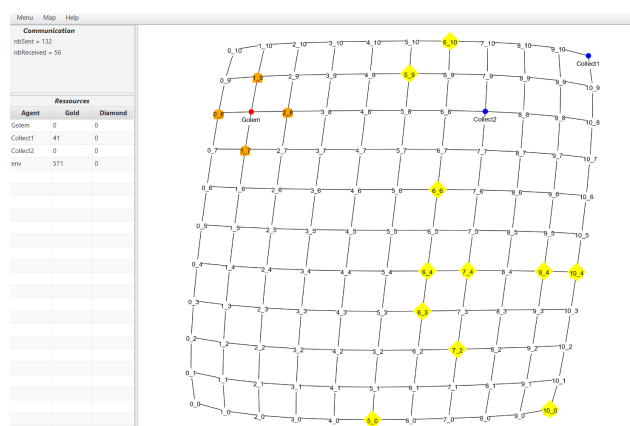 Menu Map Help
Communication
nbSent = 132
nbReceived = 56
Ressources
Agent Gold Diamond
Golem 0 0
Collect1 41 0
Collect2 0 0
env 571 0
0_10 1_10 2_10 3_10 4_10 5_10 6_10 7_10 8_10 9_10 Collect1
0_9 1_9 2_9 3_9 4_9 5_9 6_9 7_9 8_9 9_9 10_9
0_8 Golem 2_8 3_8 4_8 5_8 6_8 Collect2 8_8 9_8 10_8
0_7 1_7 2_7 3_7 4_7 5_7 6_7 7_7 8_7 9_7 10_7
0_6 1_6 2_6 3_6 4_6 5_6 6_6 7_6 8_6 9_6 10_6
0_5 1_5 2_5 3_5 4_5 5_5 6_5 7_5 8_5 9_5 10_5
0_4 1_4 2_4 3_4 4_4 5_4 6_4 7_4 8_4 9_4 10_4
0_3 1_3 2_3 3_3 4_3 5_3 6_3 7_3 8_3 9_3 10_3
0_2 1_2 2_2 3_2 4_2 5_2 6_2 7_2 8_2 9_2 10_2
0_1 1_1 2_1 3_1 4_1 5_1 6_1 7_1 8_1 9_1 10_1
0_0 1_0 2_0 3_0 4_0 5_0 6_0 7_0 8_0 9_0 10_0